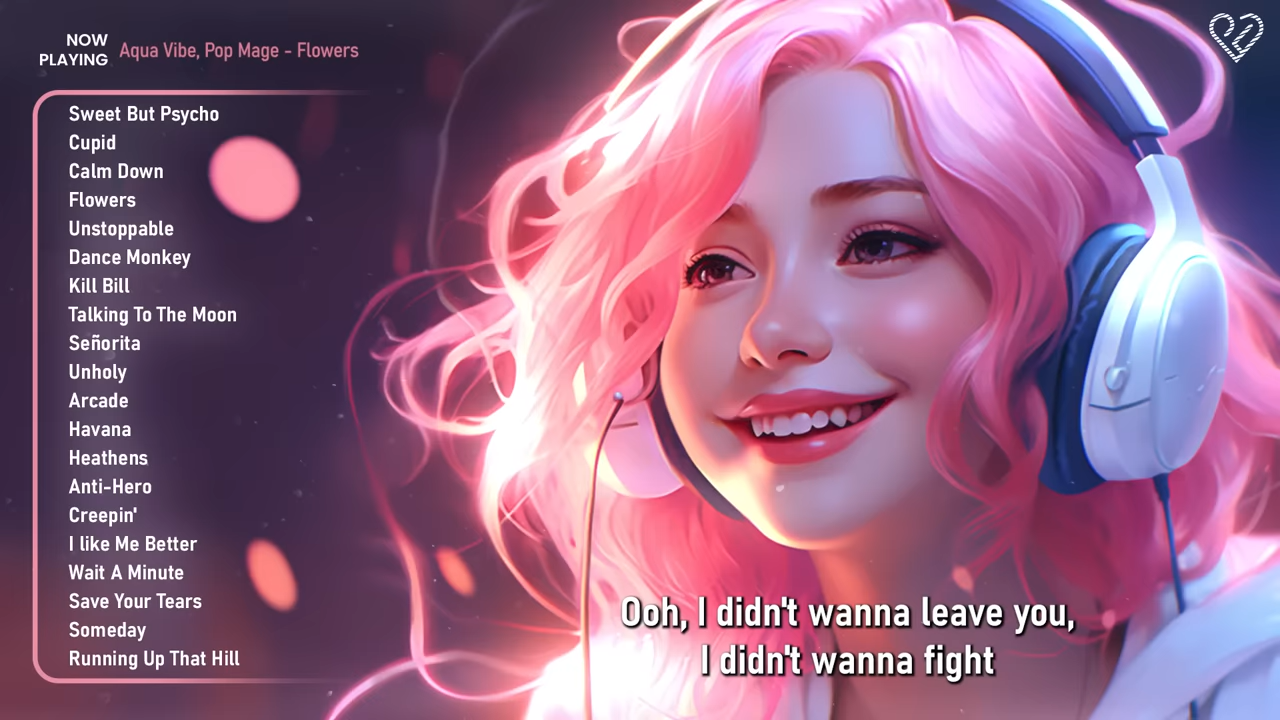 NOW
PLAYING
Aqua Vibe, Pop Mage - Flowers
Sweet But Psycho
Cupid
Calm Down
Flowers
Unstoppable
Dance Monkey
Kill Bill
Talking To The Moon
Señorita
Unholy
Arcade
Havana
Heathens
Anti-Hero
Creepin'
I like Me Better
Wait A Minute
Save Your Tears
Someday
Running Up That Hill
Ooh, I didn't wanna leave you,
I didn't wanna fight